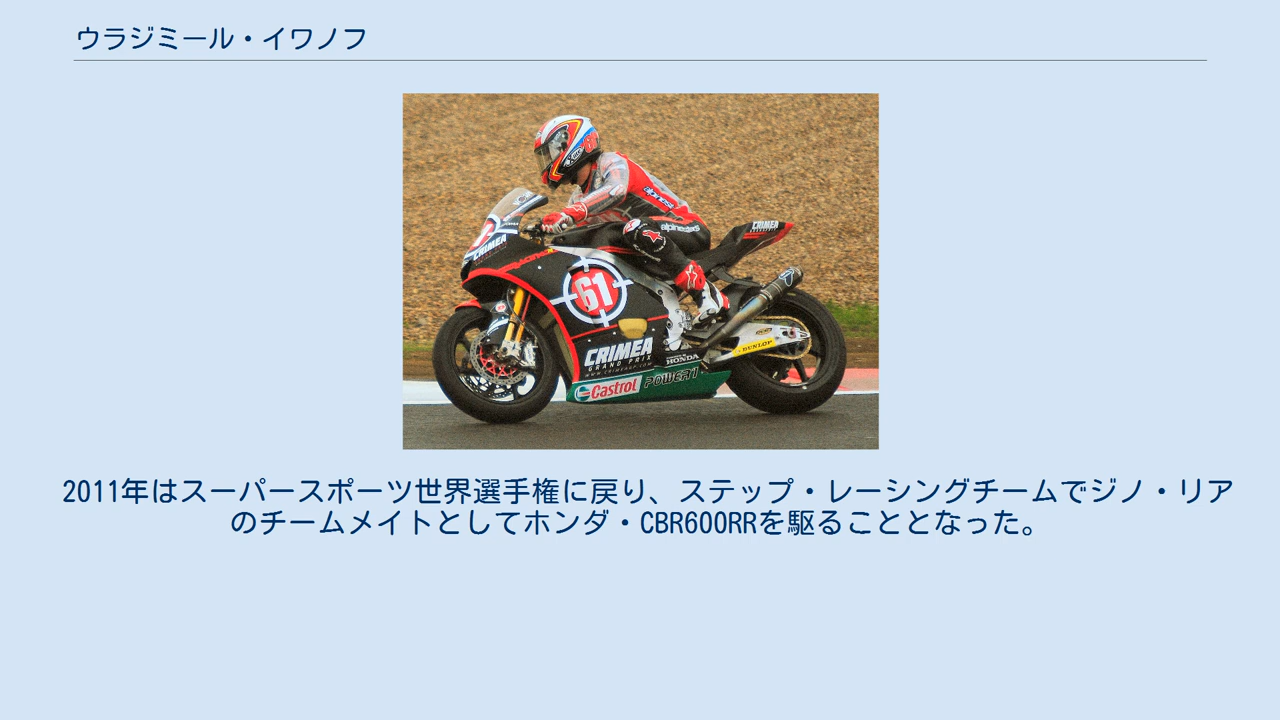 ウラジミール・イワノフ
CRIMEA
CRIMEA
alpinestars
61
CRIMEA
GRAND PRIX
HONDA
DUNLOP
Castrol
POWER1
2011年はスーパースポーツ世界選手権に戻り、ステップ・レーシングチームでジノ・リア
のチームメイトとしてホンダ・CBR600RRを駆ることとなった。